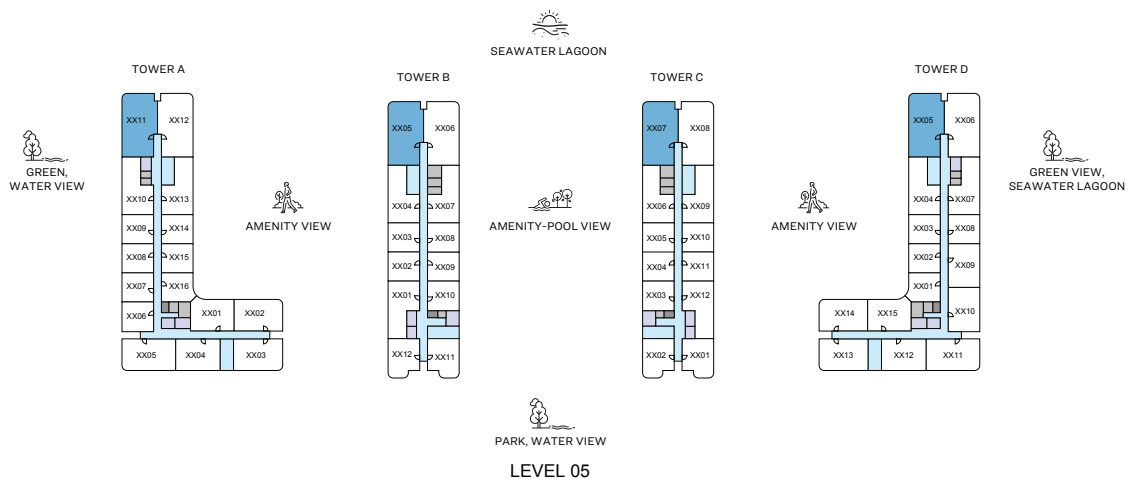 SEAWATER LAGOON
TOWER A
TOWER B
TOWER C
TOWER D
XX11
XX12
XX10
XX13
XX09
XX14
XX08
XX15
XX07
XX16
XX06
XX01
XX02
XX05
XX04
XX03
XX05
XX06
XX04
XX07
XX03
XX08
XX02
XX09
XX01
XX10
XX12
XX11
XX07
XX08
XX06
XX09
XX05
XX10
XX04
XX11
XX03
XX12
XX02
XX01
XX05
XX06
XX04
XX07
XX03
XX08
XX02
XX09
XX01
XX10
XX14
XX15
XX13
XX12
XX11
GREEN,
WATER VIEW
AMENITY VIEW
AMENITY-POOL VIEW
AMENITY VIEW
GREEN VIEW,
SEAWATER LAGOON
PARK, WATER VIEW
LEVEL 05